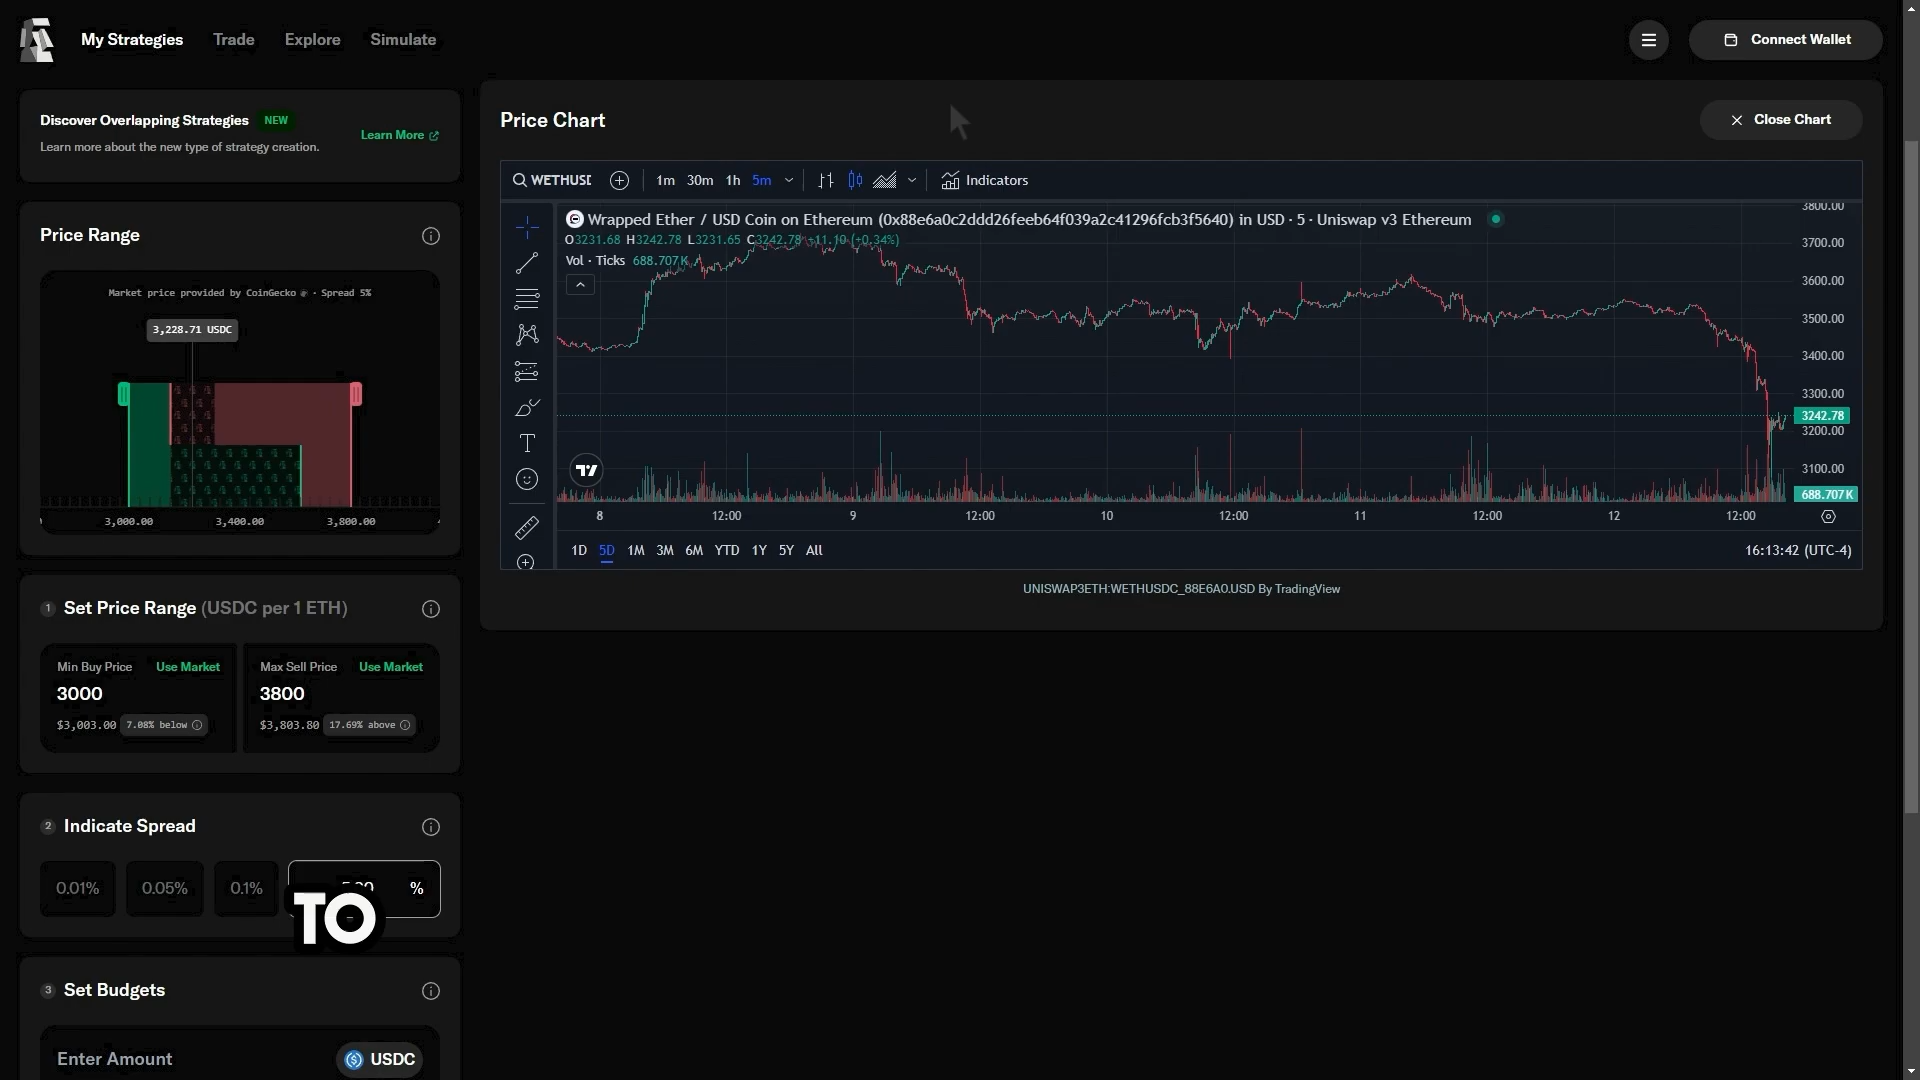 My Strategies
Trade
Explore
Simulate
Connect Wallet
Discover Overlapping Strategies NEW
Learn more about the new type of strategy creation.
Learn More
Price Range
Market price provided by CoinGecko · Spread 5%
3,228.71 USDC
3,000.00
3,400.00
3,800.00
1 Set Price Range (USDC per 1 ETH)
Min Buy Price
Use Market
3000
$3,003.00
7.08% below
Max Sell Price
Use Market
3800
$3,803.80
17.69% above
2 Indicate Spread
0.01%
0.05%
0.1%
%
TO
3 Set Budgets
Enter Amount
USDC
Price Chart
Close Chart
WETHUSD
1m
30m
1h
5m
Indicators
Wrapped Ether / USD Coin on Ethereum (0x88e6a0c2ddd26feeb64f039a2c41296fcb3f5640) in USD · 5 · Uniswap v3 Ethereum
O3231.68 H3242.78 L3231.65 C3242.78 +11.10 (+0.34%)
Vol · Ticks 688.707K
3800.00
3700.00
3600.00
3500.00
3400.00
3300.00
3242.78
3200.00
3100.00
688.707K
8
12:00
9
12:00
10
12:00
11
12:00
12
12:00
1D
5D
1M
3M
6M
YTD
1Y
5Y
All
16:13:42 (UTC-4)
UNISWAP3ETH:WETHUSDC_88E6A0.USD By TradingView